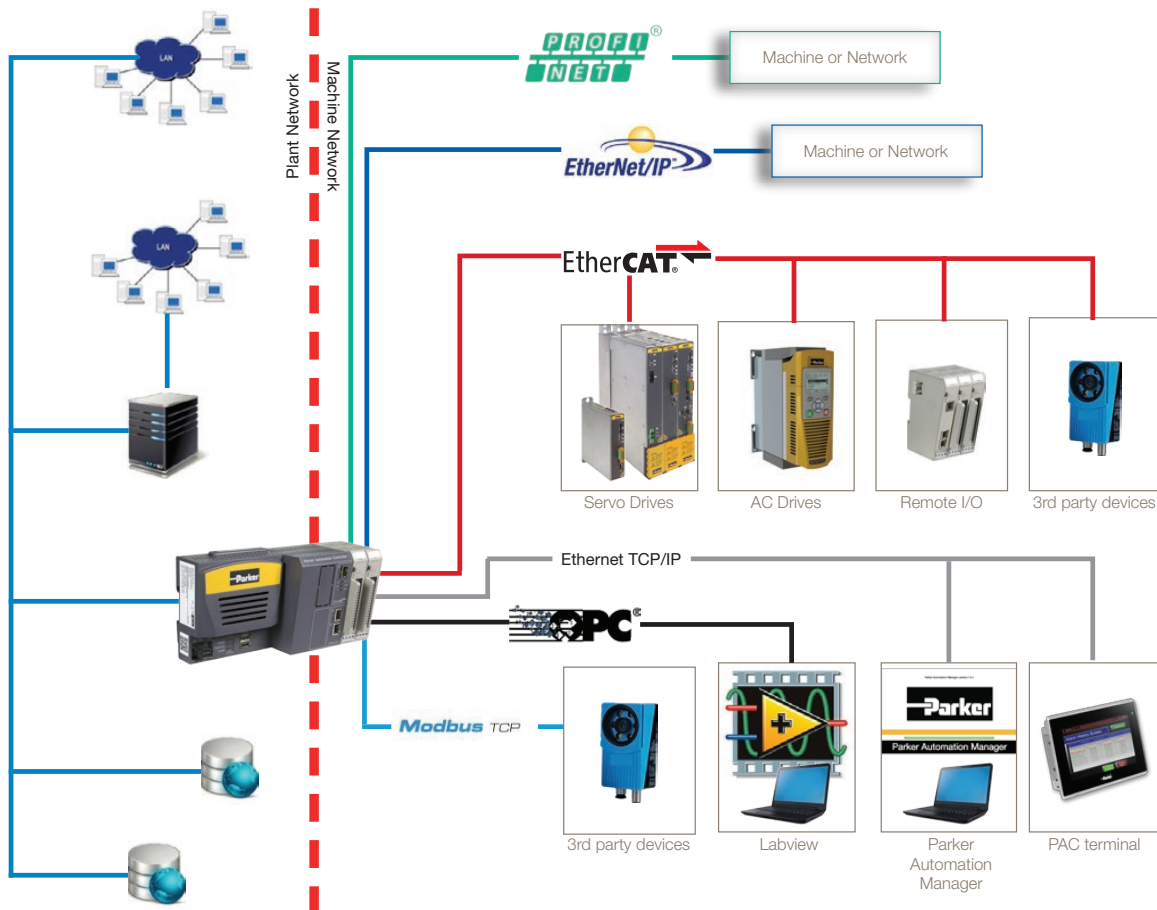 LAN
Plant Network
Machine Network
PROFI
NET®
Machine or Network
EtherNet/IP™
Machine or Network
LAN
EtherCAT®
Servo Drives
AC Drives
Remote I/O
3rd party devices
Parker
Ethernet TCP/IP
OPC®
Modbus TCP
Parker
Parker Automation Manager
3rd party devices
Labview
Parker
Automation
Manager
PAC terminal